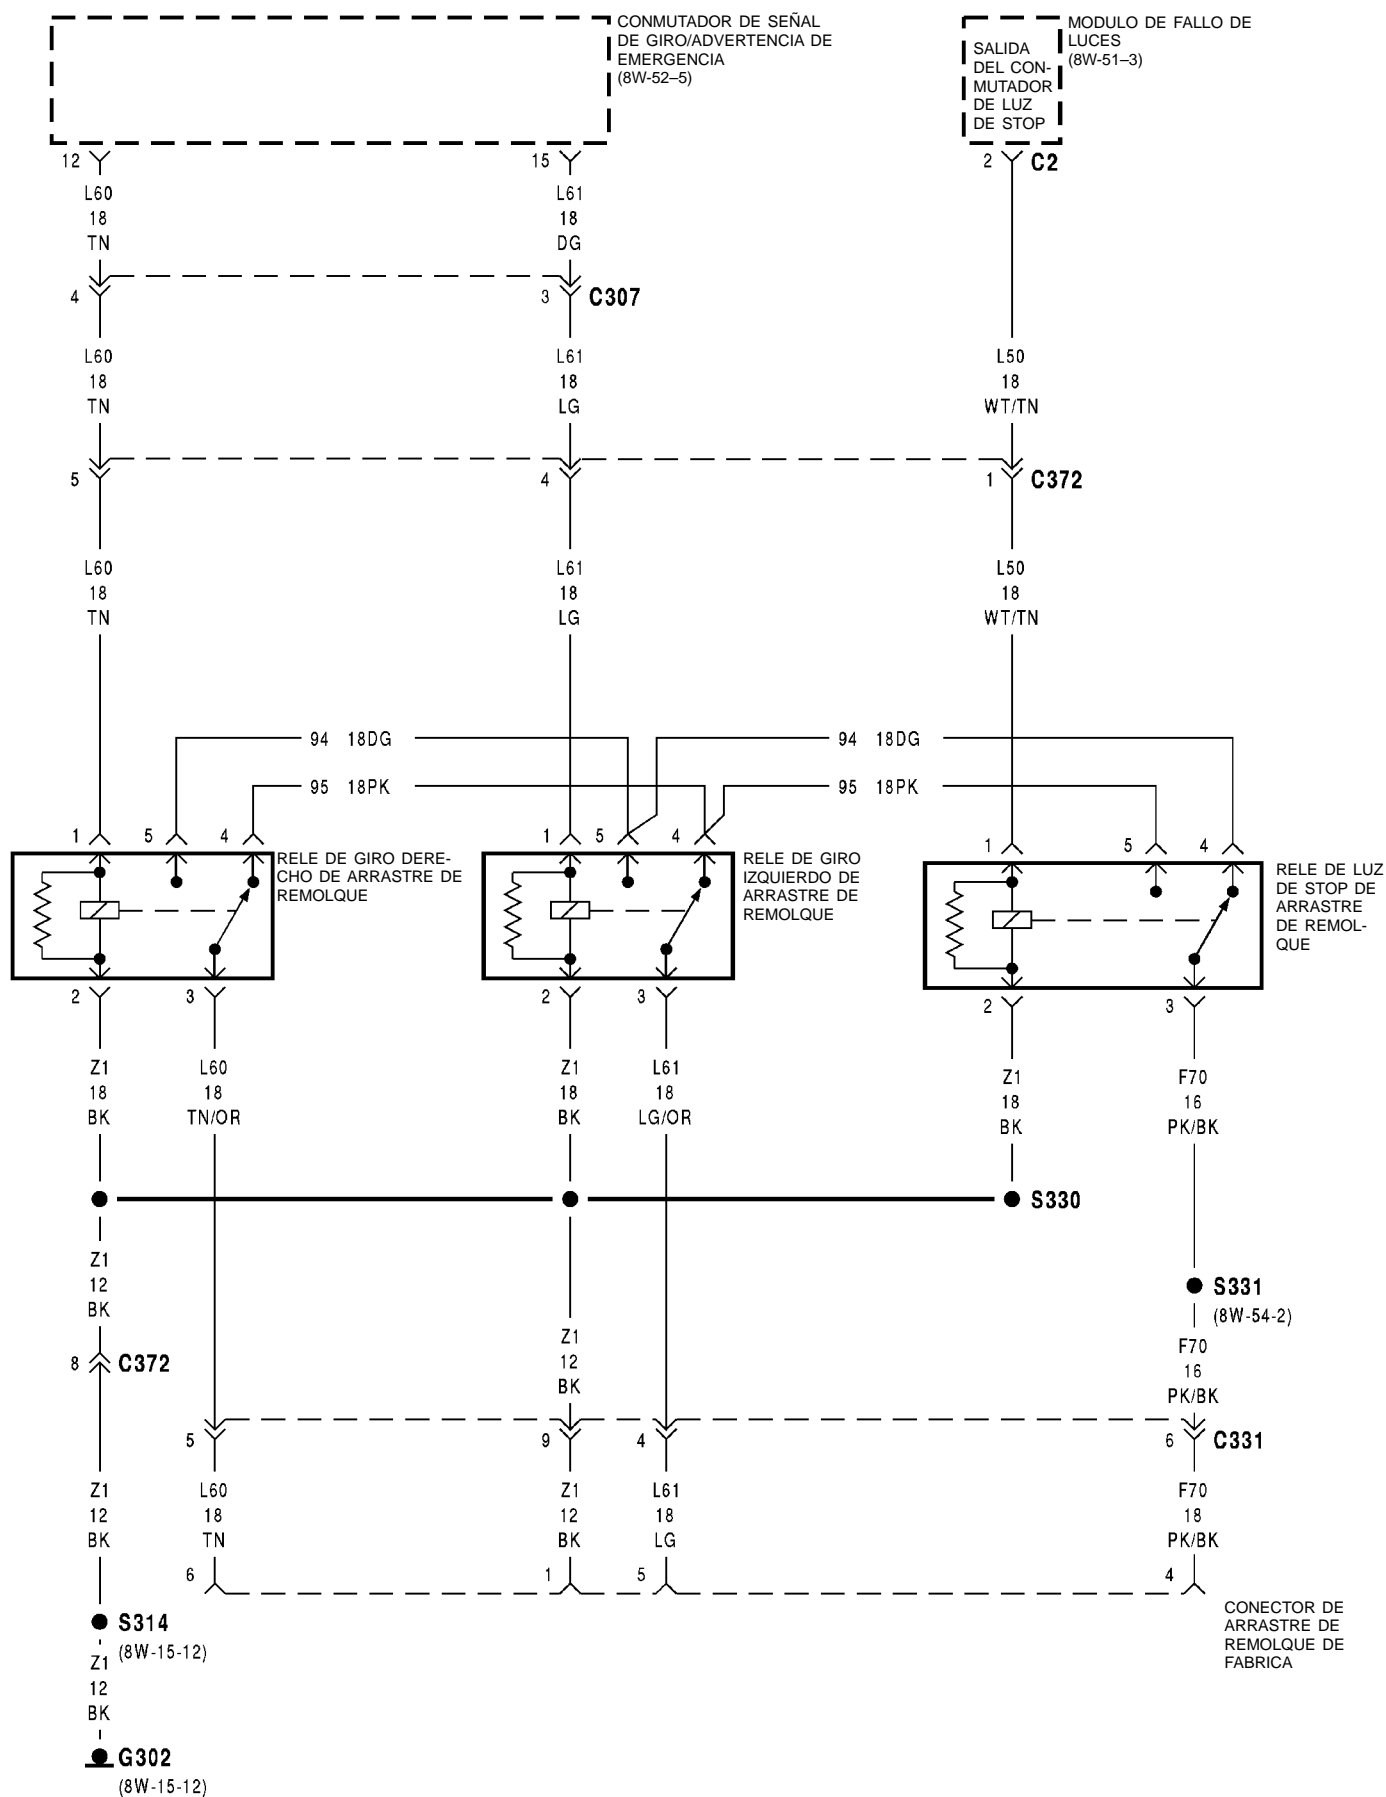 CONMUTADOR DE SEÑAL
DE GIRO/ADVERTENCIA DE
EMERGENCIA
(8W-52–5)
MODULO DE FALLO DE
LUCES
(8W-51–3)
SALIDA
DEL CON-
MUTADOR
DE LUZ
DE STOP
12
15
2
C2
L60
18
TN
L61
18
DG
4
3
C307
L60
18
TN
L61
18
LG
L50
18
WT/TN
5
4
1
C372
L60
18
TN
L61
18
LG
L50
18
WT/TN
94 18DG
94 18DG
95 18PK
95 18PK
1
5
4
1
5
4
1
5
4
RELE DE GIRO DERE-
CHO DE ARRASTRE DE
REMOLQUE
RELE DE GIRO
IZQUIERDO DE
ARRASTRE DE
REMOLQUE
RELE DE LUZ
DE STOP DE
ARRASTRE
DE REMOL-
QUE
2
3
2
3
2
3
Z1
18
BK
L60
18
TN/OR
Z1
18
BK
L61
18
LG/OR
Z1
18
BK
F70
16
PK/BK
S330
Z1
12
BK
S331
(8W-54-2)
8
C372
Z1
12
BK
F70
16
PK/BK
5
9
4
6
C331
Z1
12
BK
L60
18
TN
Z1
12
BK
L61
18
LG
F70
18
PK/BK
6
1
5
4
CONECTOR DE
ARRASTRE DE
REMOLQUE DE
FABRICA
S314
(8W-15-12)
Z1
12
BK
G302
(8W-15-12)